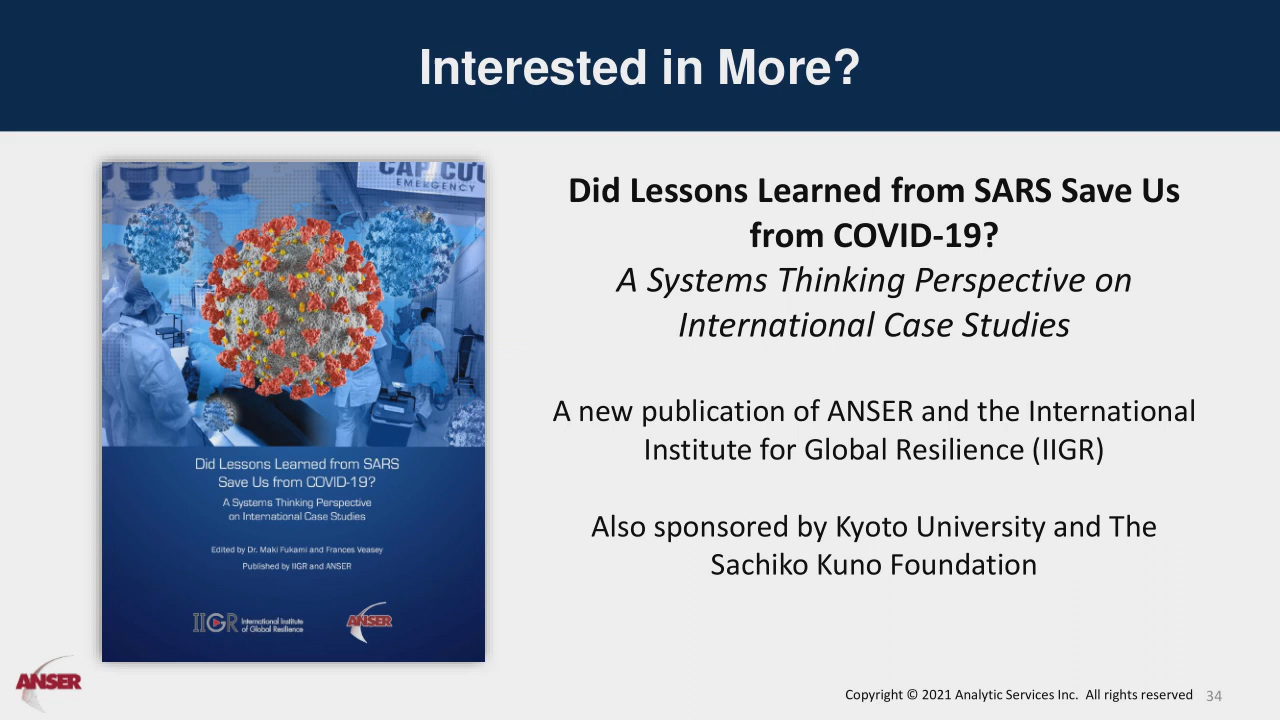 Interested in More?
CAP CUU
EMERGENCY
Did Lessons Learned from SARS
Save Us from COVID-19?
A Systems Thinking Perspective
on International Case Studies
Edited by Dr. Maki Fukami and Frances Veasey
Published by IIGR and ANSER
IIGR International Institute
of Global Resilience
ANSER
Did Lessons Learned from SARS Save Us
from COVID-19?
A Systems Thinking Perspective on
International Case Studies
A new publication of ANSER and the International
Institute for Global Resilience (IIGR)
Also sponsored by Kyoto University and The
Sachiko Kuno Foundation
ANSER
Copyright © 2021 Analytic Services Inc. All rights reserved 34